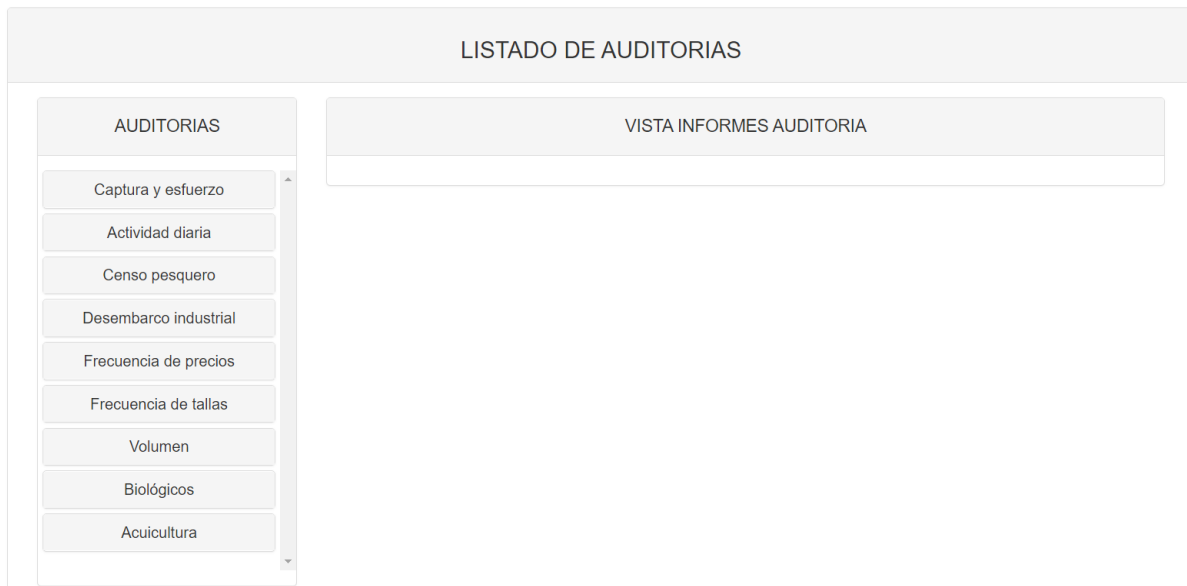 LISTADO DE AUDITORIAS
AUDITORIAS
Captura y esfuerzo
Actividad diaria
Censo pesquero
Desembarco industrial
Frecuencia de precios
Frecuencia de tallas
Volumen
Biológicos
Acuicultura
VISTA INFORMES AUDITORIA